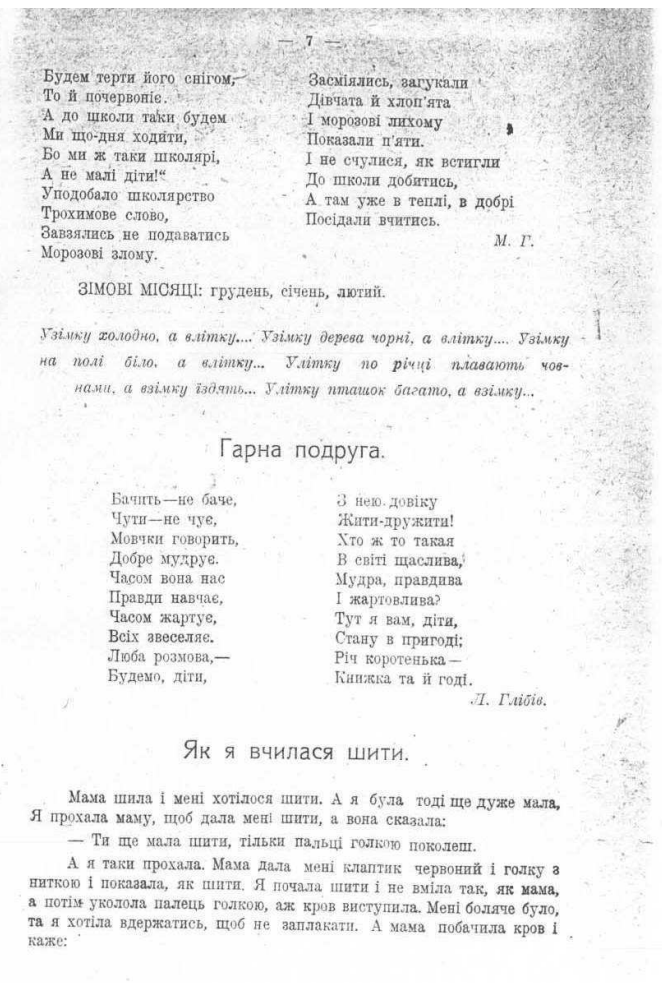 — 7 —
Будем терти його снігом,
То й почервоніє.
А до школи таки будем
Ми що-дня ходити,
Бо ми ж таки школярі,
А не малі діти!“
Уподобало школярство
Трохимове слово,
Завзялись не подаватись
Морозові злому.
Засміялись, загукали
Дівчата й хлоп'ята
І морозові лихому
Показали п'яти.
І не счулися, як встигли
До школи добитись,
А там уже в теплі, в добрі
Посідали вчитись.
М. Г.
ЗІМОВІ МІСЯЦІ: грудень, січень, лютий.
Узімку холодно, а влітку.... Узімку дерева чорні, а влітку.... Узімку
на полі біло, а влітку... Улітку по річці плавають чов-
нами, а взімку їздять... Улітку пташок багато, а взімку...
Гарна подруга.
Бачить—не баче,
Чути—не чує,
Мовчки говорить,
Добре мудрує.
Часом вона нас
Правди навчає,
Часом жартує,
Всіх звеселяє.
Люба розмова,—
Будемо, діти,
З нею довіку
Жити-дружити!
Хто ж то такая
В світі щаслива,
Мудра, правдива
І жартовлива?
Тут я вам, діти,
Стану в пригоді;
Річ коротенька—
Книжка та й годі.
Л. Глібів.
Як я вчилася шити.
Мама шила і мені хотілося шити. А я була тоді ще дуже мала,
Я прохала маму, щоб дала мені шити, а вона сказала:
— Ти ще мала шити, тільки пальці голкою поколеш.
А я таки прохала. Мама дала мені клаптик червоний і голку з
ниткою і показала, як шити. Я почала шити і не вміла так, як мама,
а потім уколола палець голкою, аж кров виступила. Мені боляче було,
та я хотіла вдержатись, щоб не заплакати. А мама побачила кров і
каже: